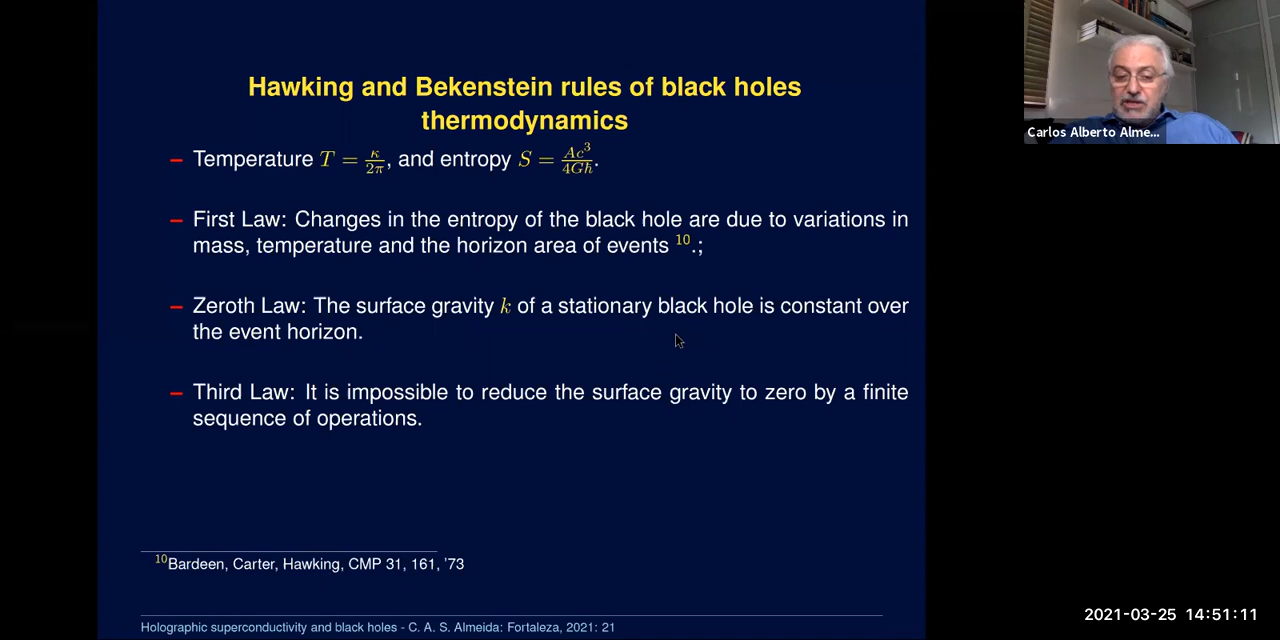 Hawking and Bekenstein rules of black holes
thermodynamics
– Temperature T = κ/2π, and entropy S = Ac³/4Għ.
– First Law: Changes in the entropy of the black hole are due to variations in
mass, temperature and the horizon area of events ¹⁰.;
– Zeroth Law: The surface gravity k of a stationary black hole is constant over
the event horizon.
– Third Law: It is impossible to reduce the surface gravity to zero by a finite
sequence of operations.
¹⁰Bardeen, Carter, Hawking, CMP 31, 161, '73
Holographic superconductivity and black holes - C. A. S. Almeida: Fortaleza, 2021: 21
Carlos Alberto Alme...
2021-03-25 14:51:11